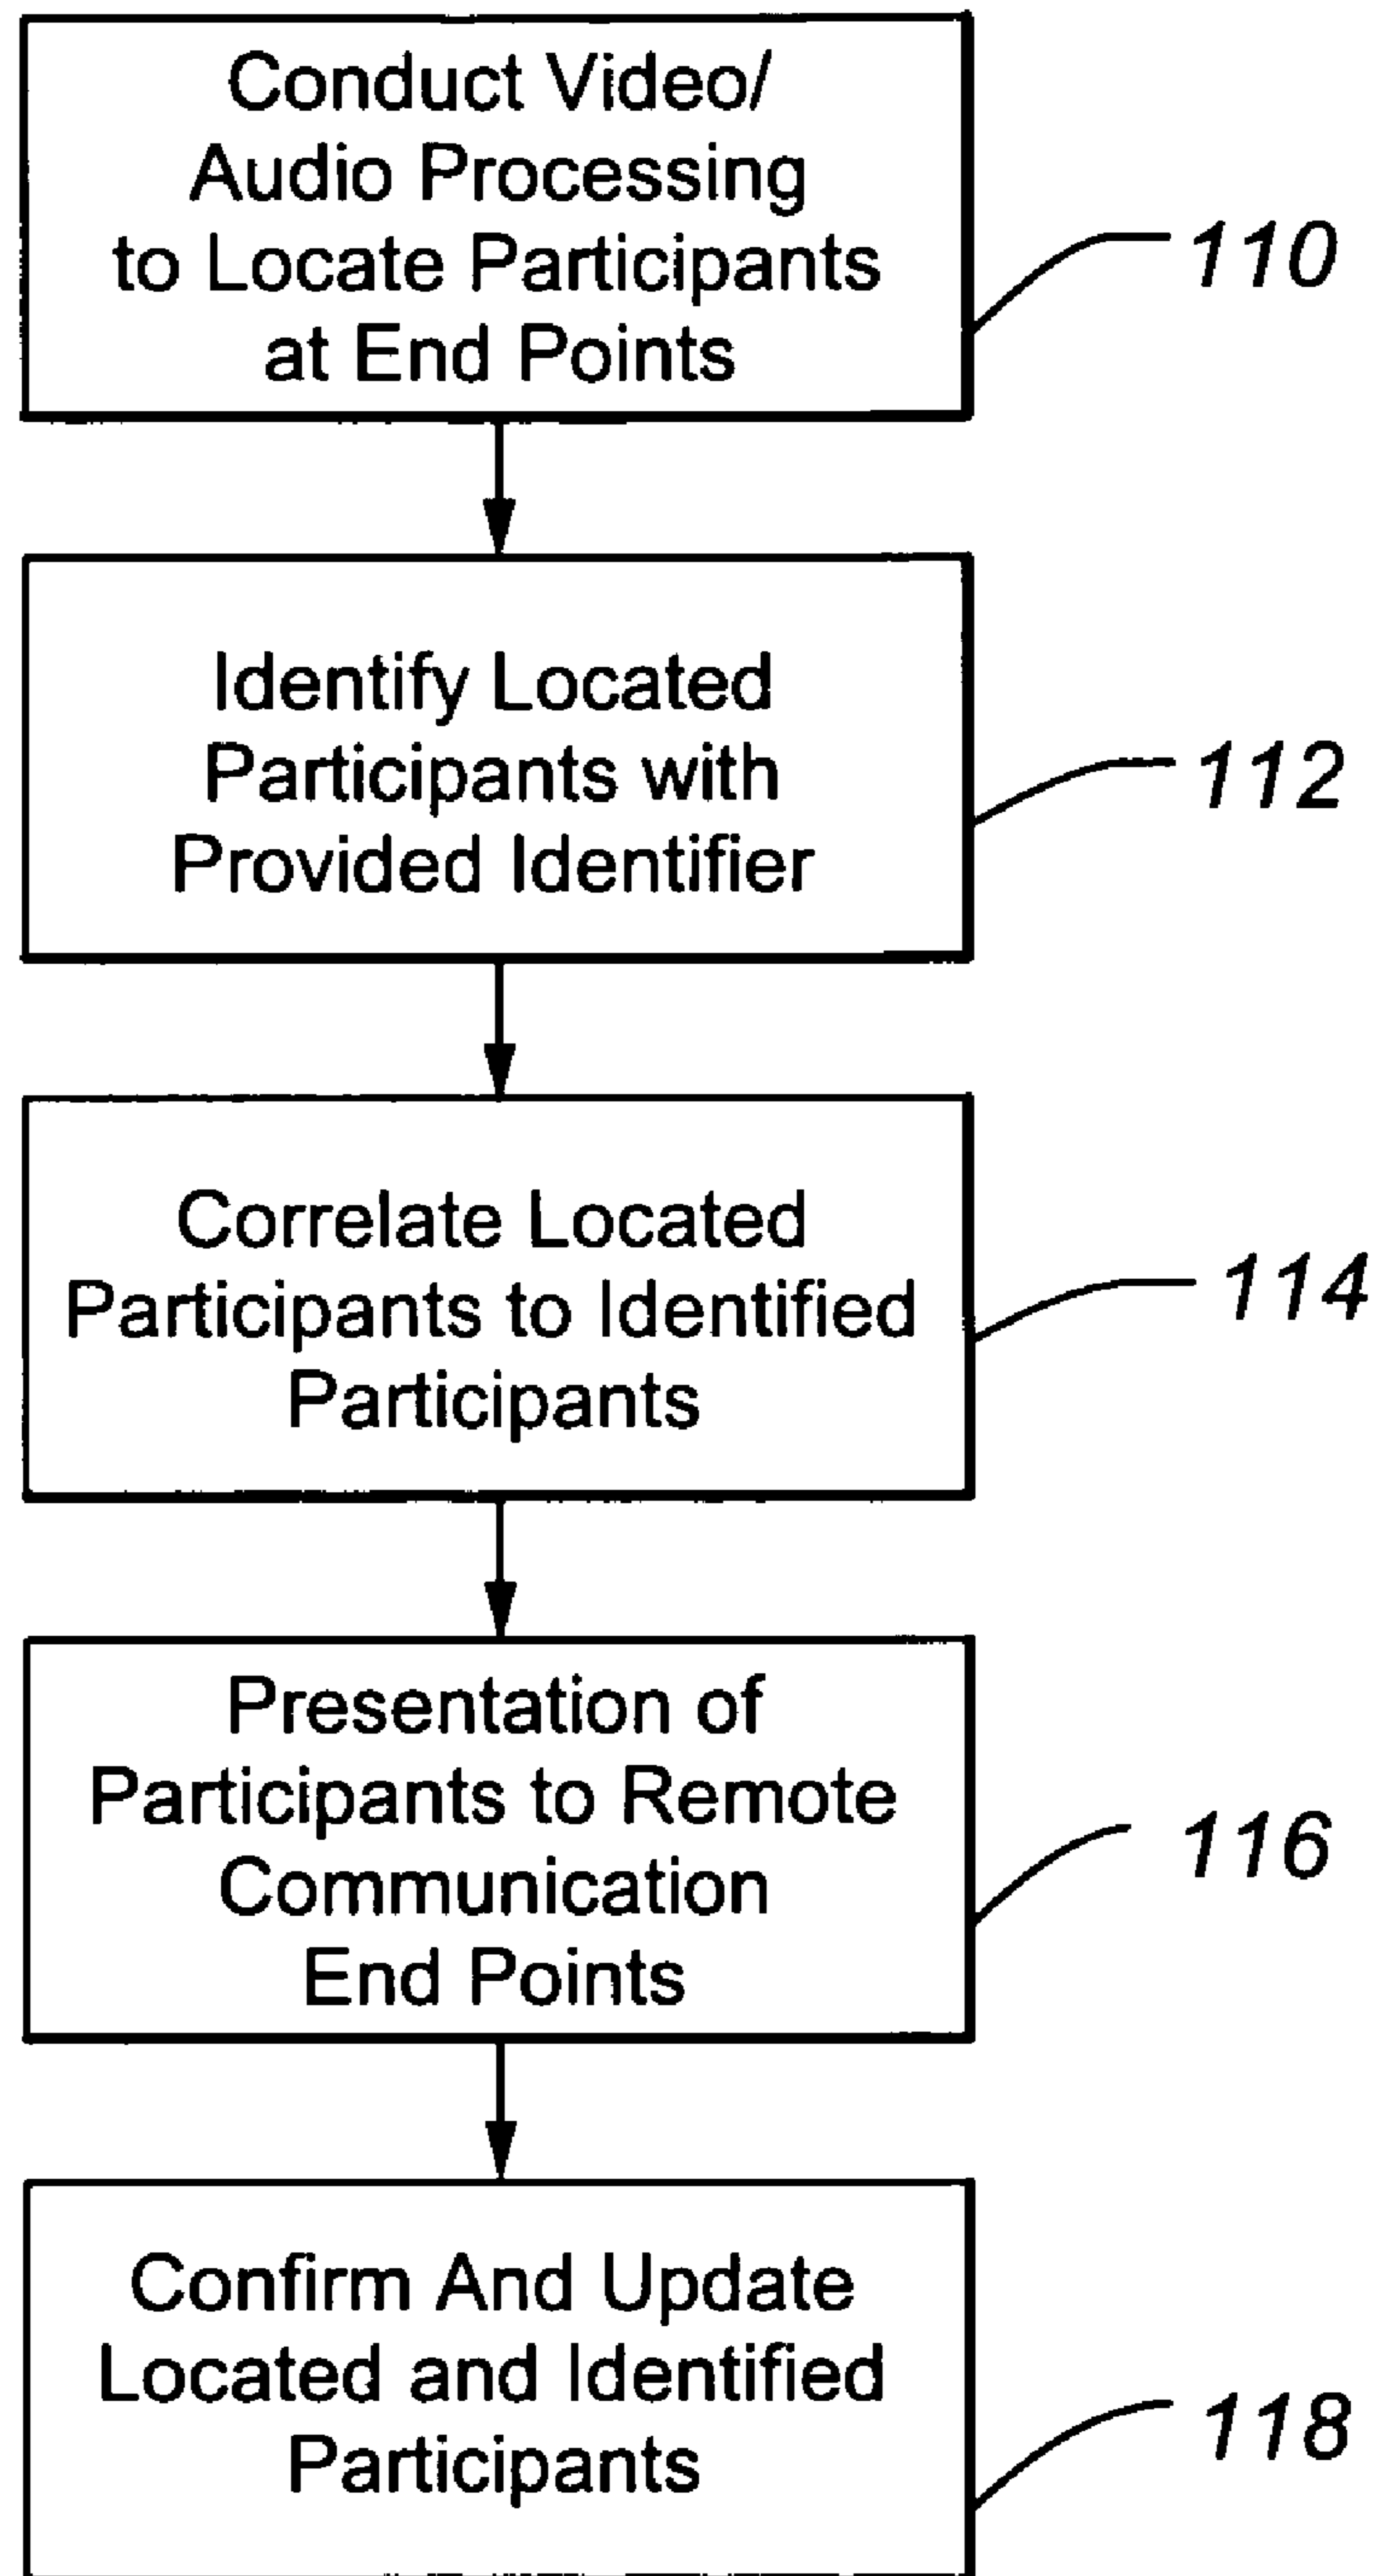 Conduct Video/
Audio Processing
to Locate Participants
at End Points
110
Identify Located
Participants with
Provided Identifier
112
Correlate Located
Participants to Identified
Participants
114
Presentation of
Participants to Remote
Communication
End Points
116
Confirm And Update
Located and Identified
Participants
118